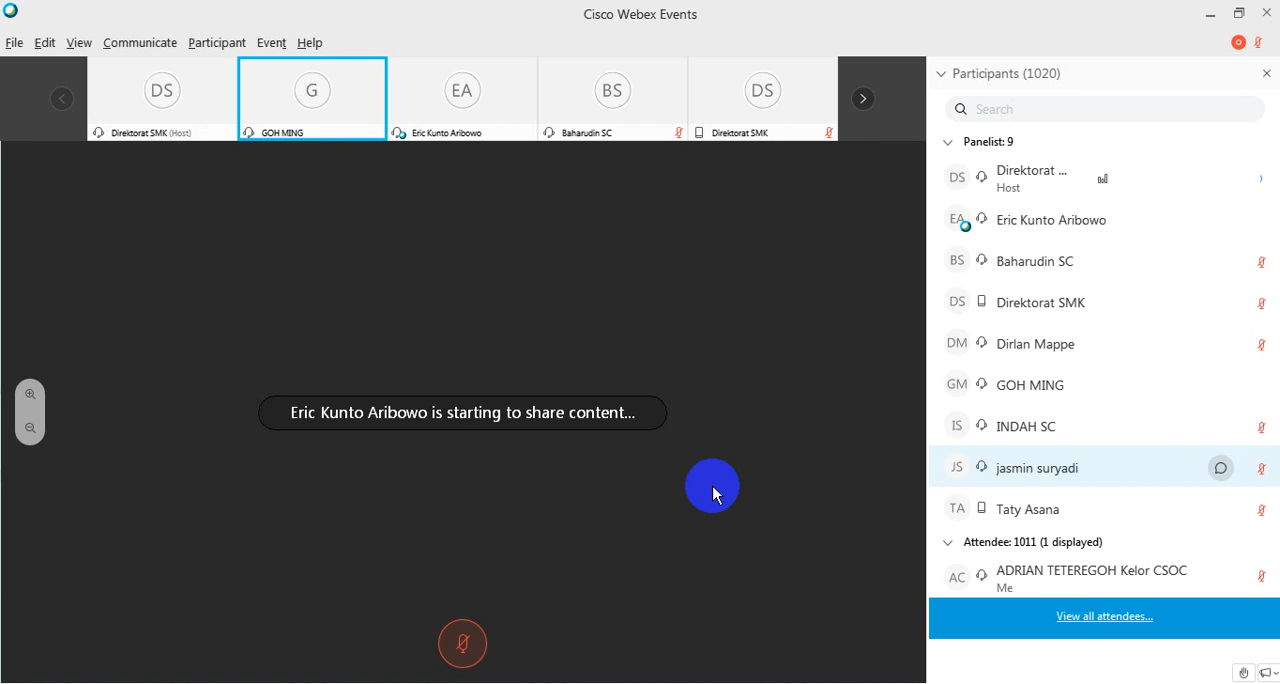 Cisco Webex Events
File Edit View Communicate Participant Event Help
DS G EA BS DS
Direktorat SMK (Host) GOH MING Eric Kunto Aribowo Baharudin SC Direktorat SMK
Participants (1020)
Search
Panelist: 9
DS Direktorat ...
Host
EA Eric Kunto Aribowo
BS Baharudin SC
DS Direktorat SMK
DM Dirlan Mappe
GM GOH MING
IS INDAH SC
JS jasmin suryadi
TA Taty Asana
Attendee: 1011 (1 displayed)
AC ADRIAN TETEREGOH Kelor CSOC
Me
View all attendees...
Eric Kunto Aribowo is starting to share content...